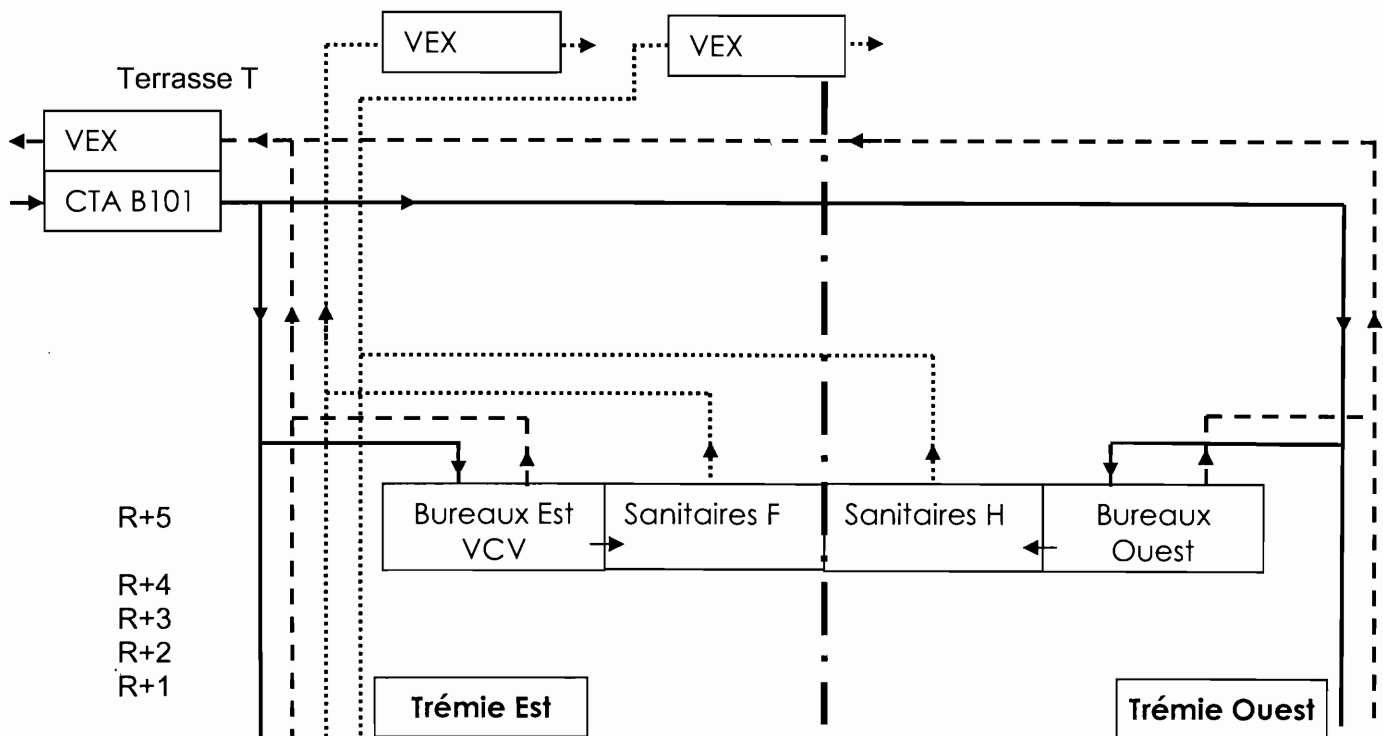 VEX
VEX
Terrasse T
VEX
CTA B101
R+5
Bureaux Est
VCV
Sanitaires F
Sanitaires H
Bureaux
Ouest
R+4
R+3
R+2
R+1
Trémie Est
Trémie Ouest